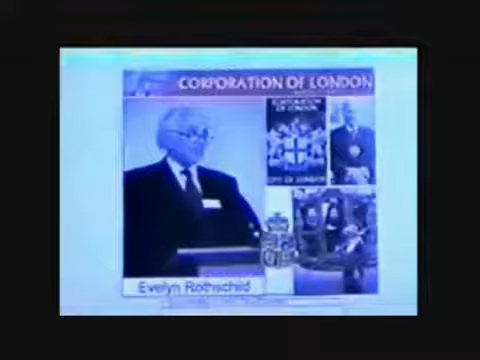 CORPORATION OF LONDON
CORPORATION
OF LONDON
CITY OF LONDON
Evelyn Rothschild